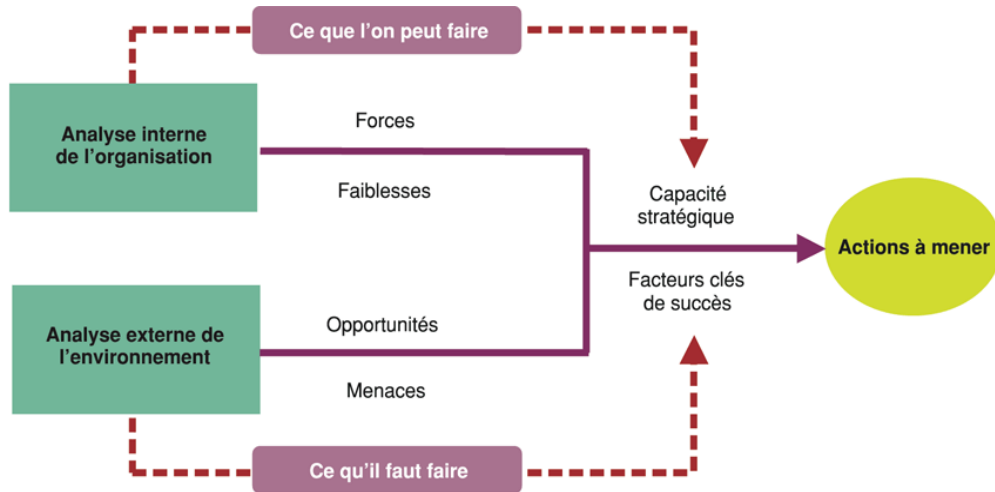 Ce que l’on peut faire
Analyse interne
de l’organisation
Forces
Faiblesses
Capacité
stratégique
Actions à mener
Facteurs clés
de succès
Analyse externe de
l’environnement
Opportunités
Menaces
Ce qu’il faut faire